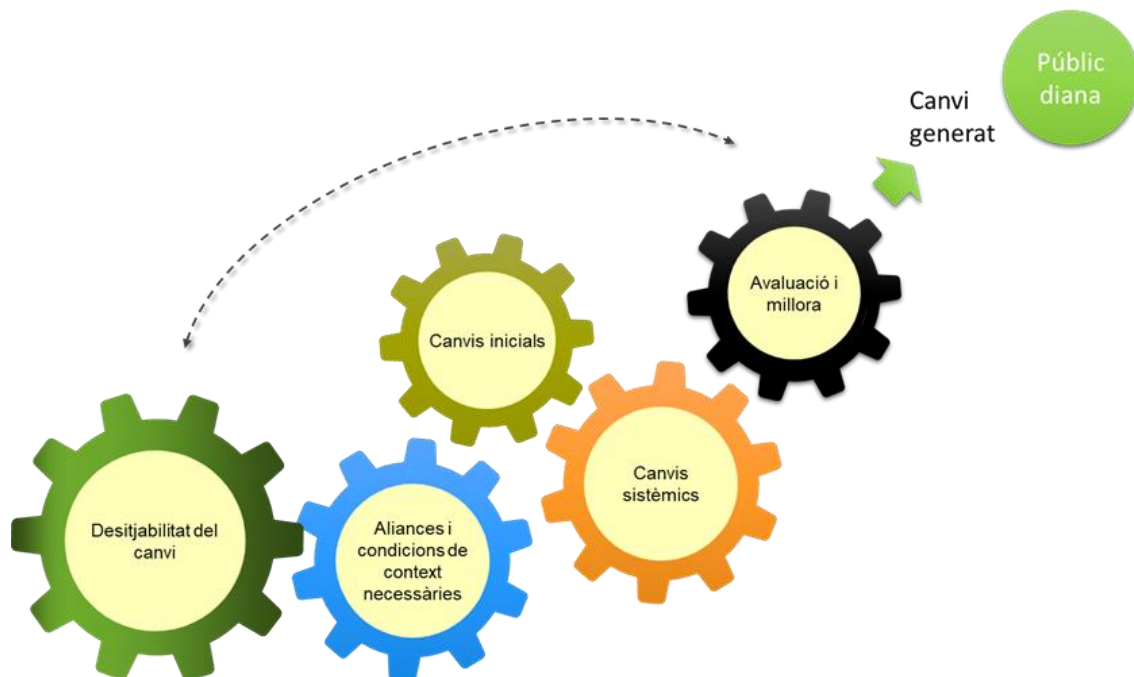 Públic
diana
Canvi
generat
Avaluació i
millora
Canvis inicials
Canvis
sistèmics
Desitjabilitat del
canvi
Aliances i
condicions de
context
necessàries